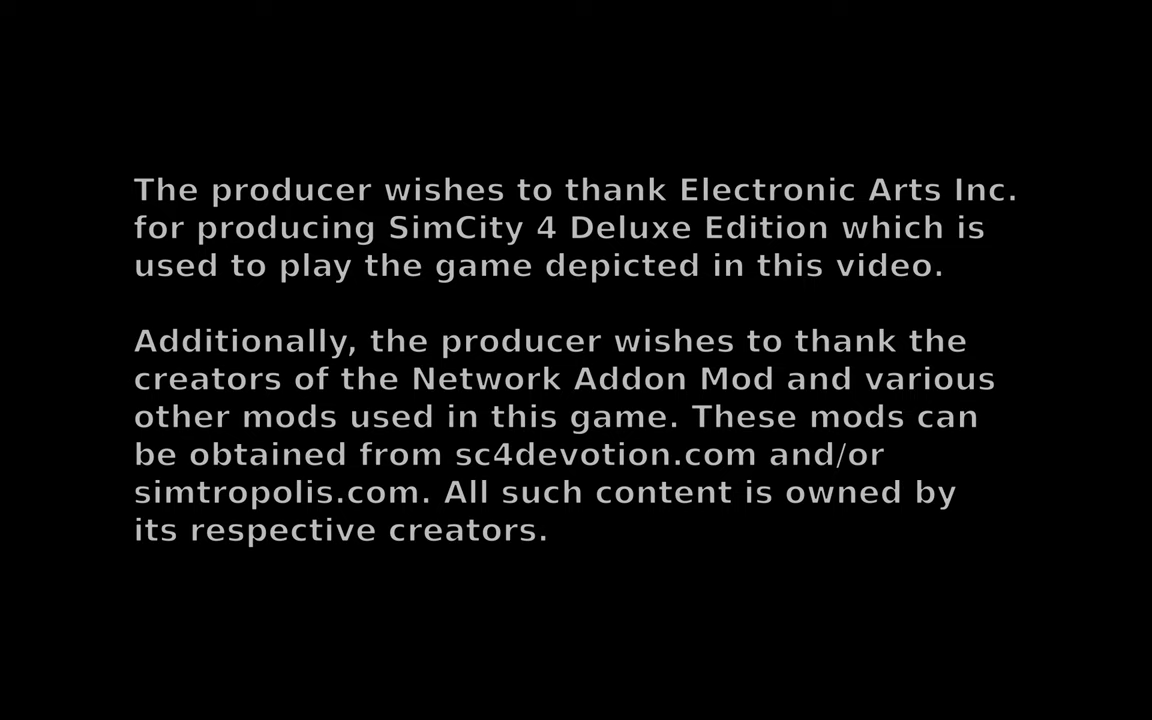 The producer wishes to thank Electronic Arts Inc.
for producing SimCity 4 Deluxe Edition which is
used to play the game depicted in this video.
Additionally, the producer wishes to thank the
creators of the Network Addon Mod and various
other mods used in this game. These mods can
be obtained from sc4devotion.com and/or
simtropolis.com. All such content is owned by
its respective creators.